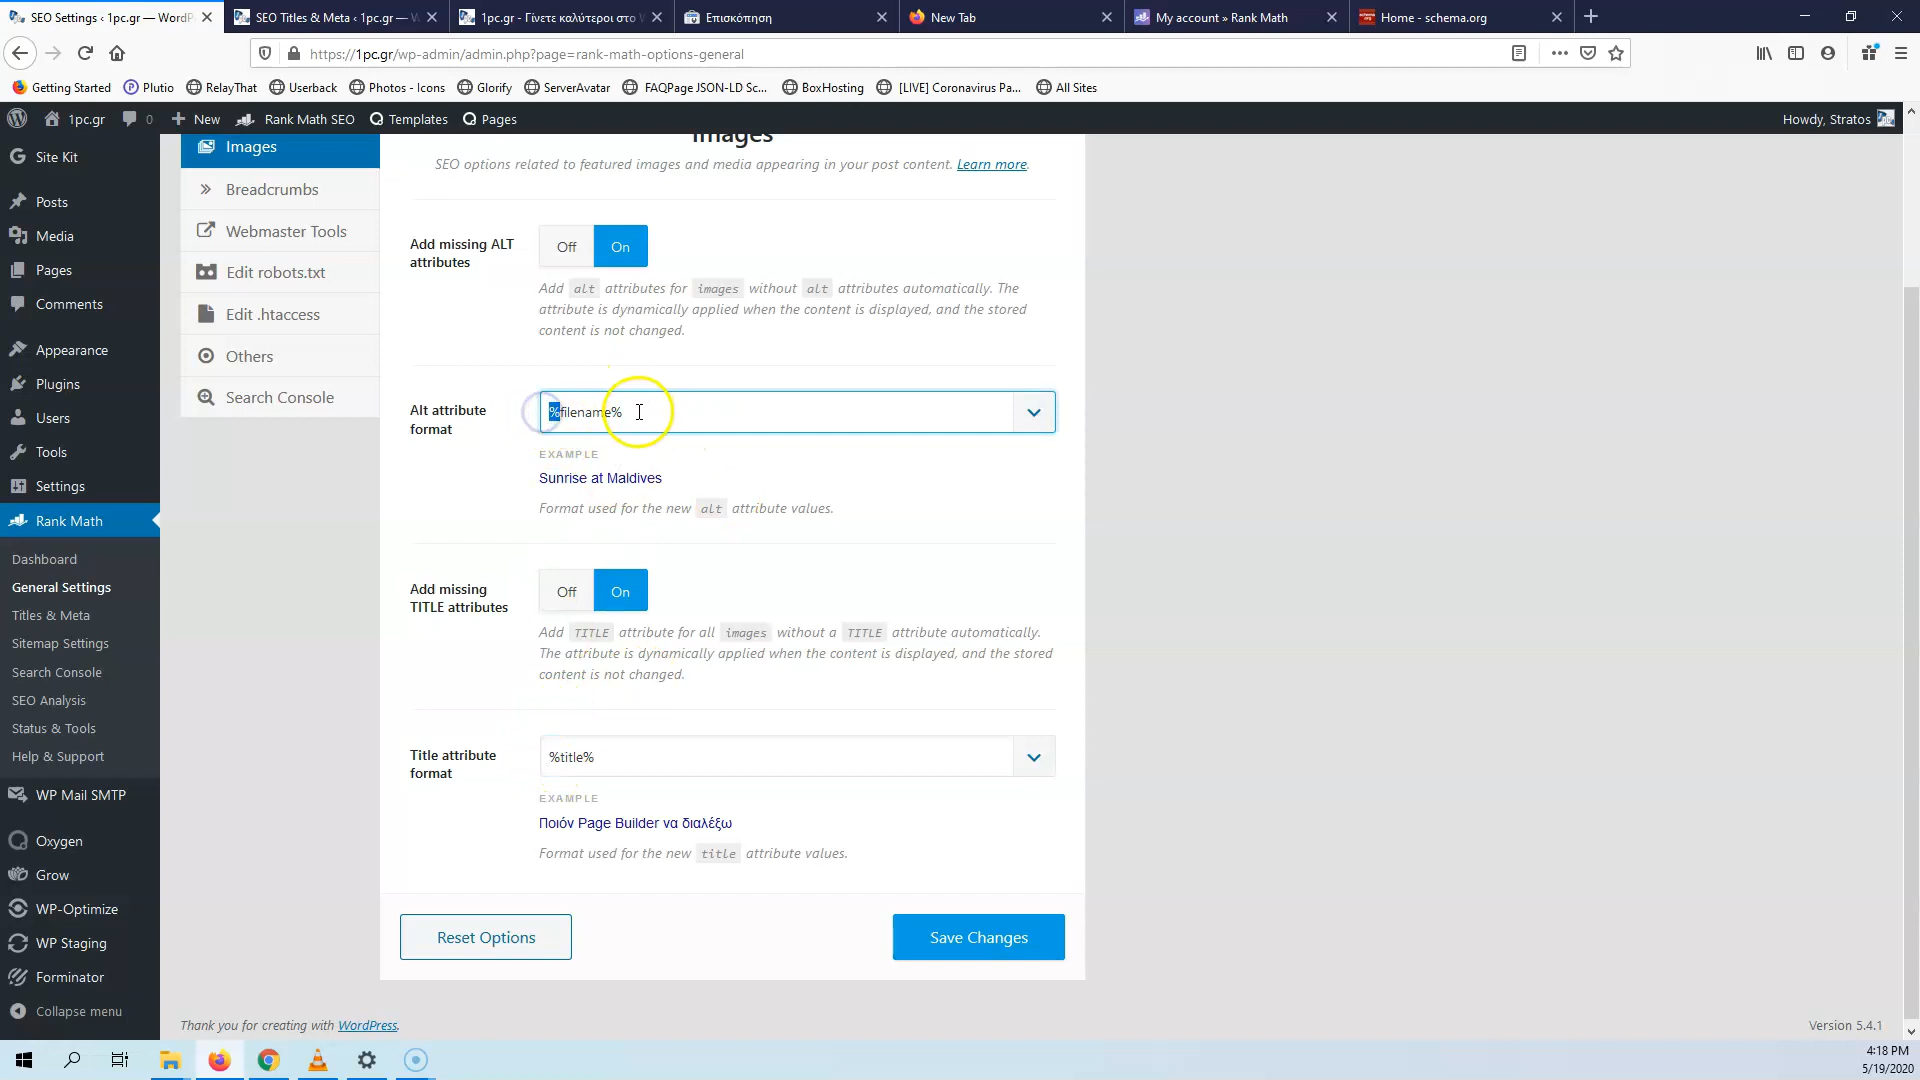 SEO Settings ‹ 1pc.gr — WordP
SEO Titles & Meta ‹ 1pc.gr — W
1pc.gr - Γίνετε καλύτεροι στο W
Επισκόπηση
New Tab
My account » Rank Math
Home - schema.org
https://1pc.gr/wp-admin/admin.php?page=rank-math-options-general
Getting Started
Plutio
RelayThat
Userback
Photos - Icons
Glorify
ServerAvatar
FAQPage JSON-LD Sc...
BoxHosting
[LIVE] Coronavirus Pa...
All Sites
1pc.gr
0
New
Rank Math SEO
Templates
Pages
Howdy, Stratos
Site Kit
Posts
Media
Pages
Comments
Appearance
Plugins
Users
Tools
Settings
Rank Math
Dashboard
General Settings
Titles & Meta
Sitemap Settings
Search Console
SEO Analysis
Status & Tools
Help & Support
WP Mail SMTP
Oxygen
Grow
WP-Optimize
WP Staging
Forminator
Collapse menu
Images
Breadcrumbs
Webmaster Tools
Edit robots.txt
Edit .htaccess
Others
Search Console
Images
SEO options related to featured images and media appearing in your post content. Learn more.
Add missing ALT
attributes
Off
On
Add alt attributes for images without alt attributes automatically. The
attribute is dynamically applied when the content is displayed, and the stored
content is not changed.
Alt attribute
format
%filename%
EXAMPLE
Sunrise at Maldives
Format used for the new alt attribute values.
Add missing
TITLE attributes
Off
On
Add TITLE attribute for all images without a TITLE attribute automatically.
The attribute is dynamically applied when the content is displayed, and the stored
content is not changed.
Title attribute
format
%title%
EXAMPLE
Ποιόν Page Builder να διαλέξω
Format used for the new title attribute values.
Reset Options
Save Changes
Thank you for creating with WordPress.
Version 5.4.1
4:18 PM
5/19/2020